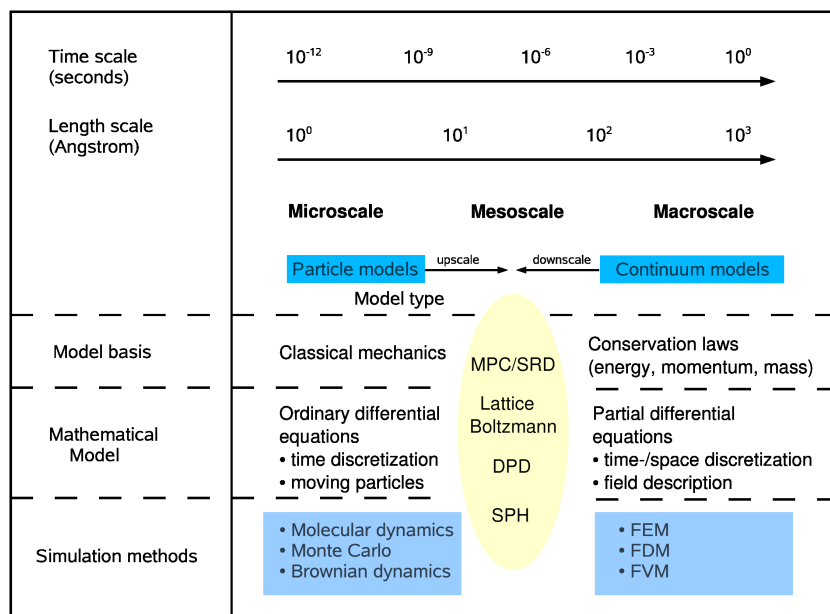 Time scale
(seconds)
10⁻¹² 10⁻⁹ 10⁻⁶ 10⁻³ 10⁰
Length scale
(Angstrom)
10⁰ 10¹ 10² 10³
Microscale Mesoscale Macroscale
Particle models upscale downscale Continuum models
Model type
Model basis
Classical mechanics
MPC/SRD
Conservation laws
(energy, momentum, mass)
Mathematical
Model
Ordinary differential
equations
• time discretization
• moving particles
Lattice
Boltzmann
DPD
SPH
Partial differential
equations
• time-/space discretization
• field description
Simulation methods
• Molecular dynamics
• Monte Carlo
• Brownian dynamics
• FEM
• FDM
• FVM